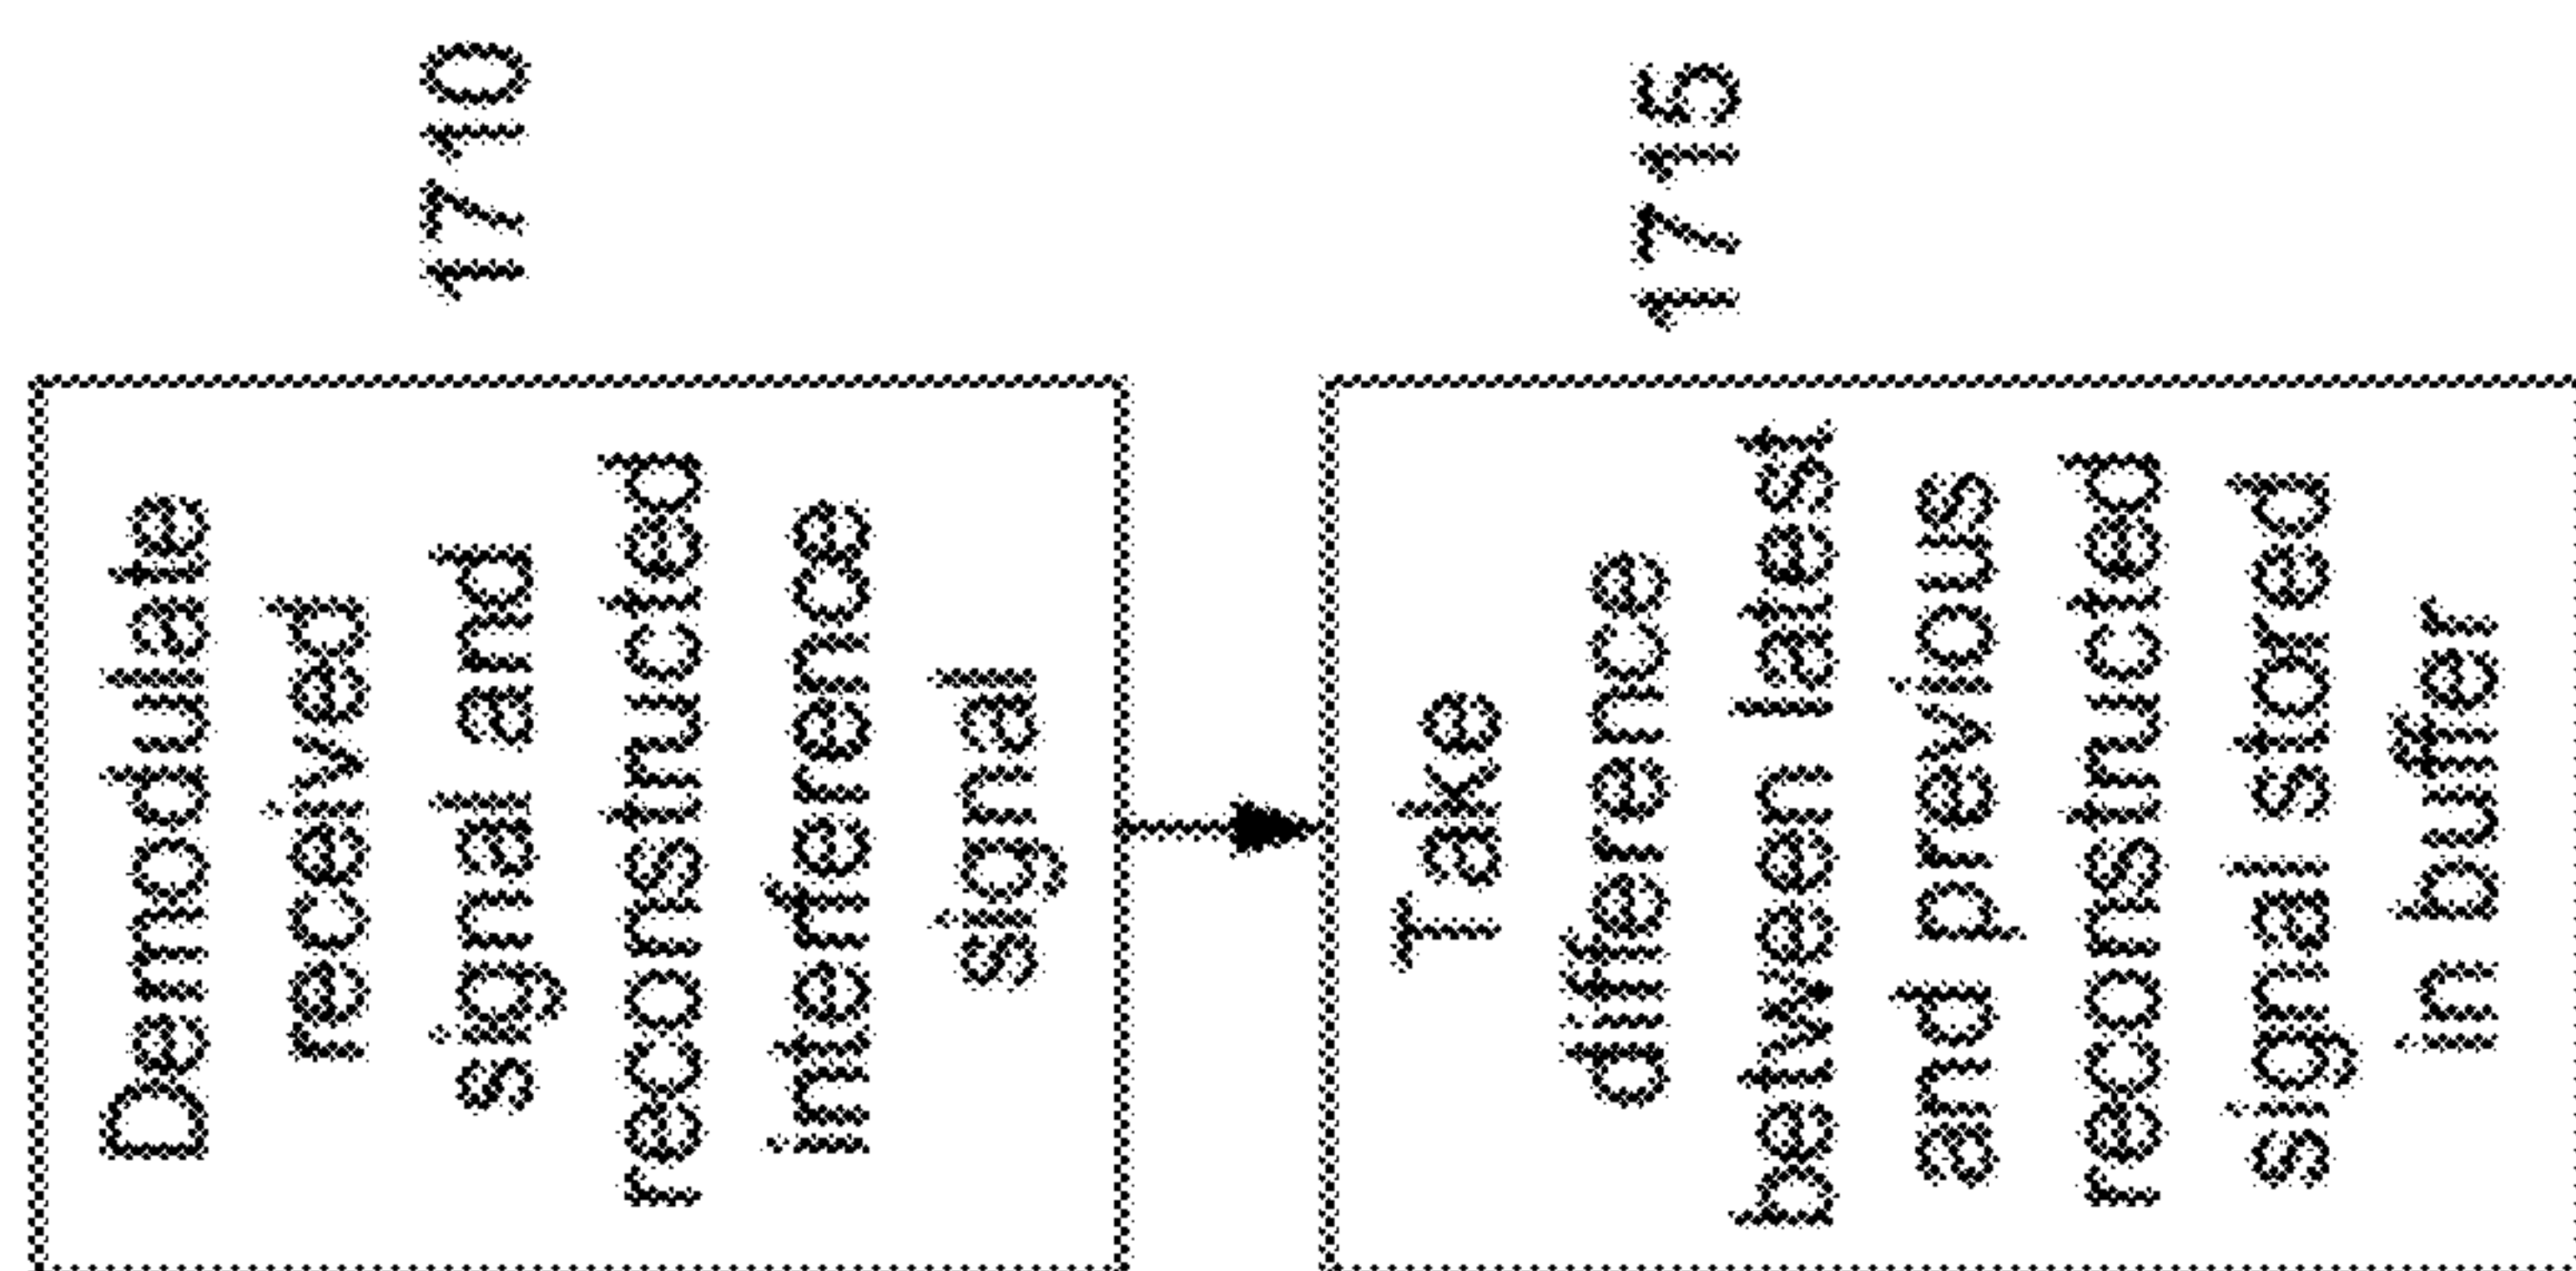 1710
Demodulate
received
signal and
reconstructed
interference
signal
1715
Take
difference
between latest
and previous
reconstructed
signal stored
in buffer